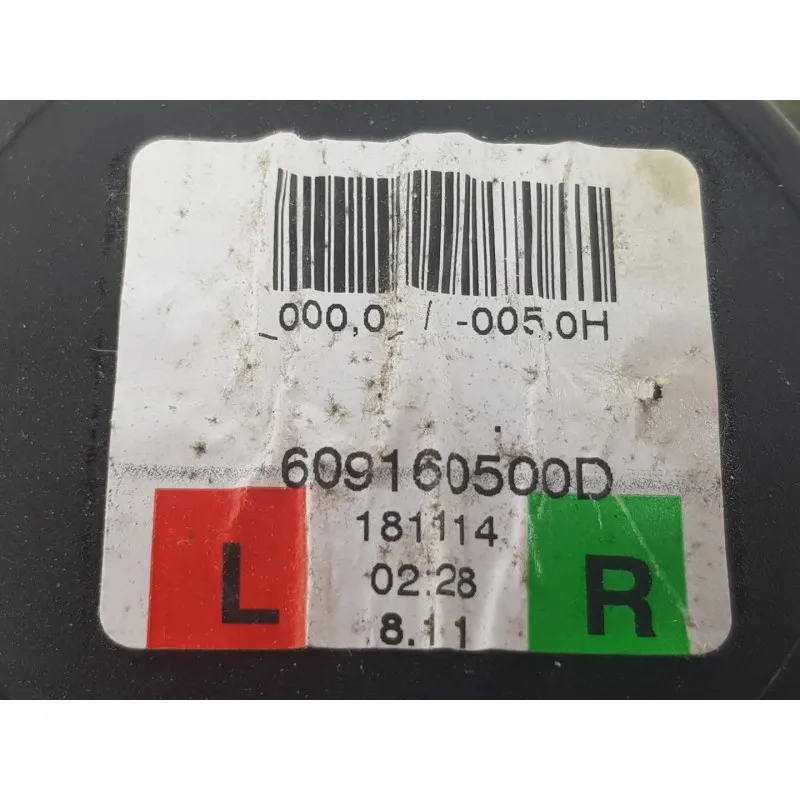 _000,0_ / -005,0H
609160500D
181114
02:28
8.11
L
R